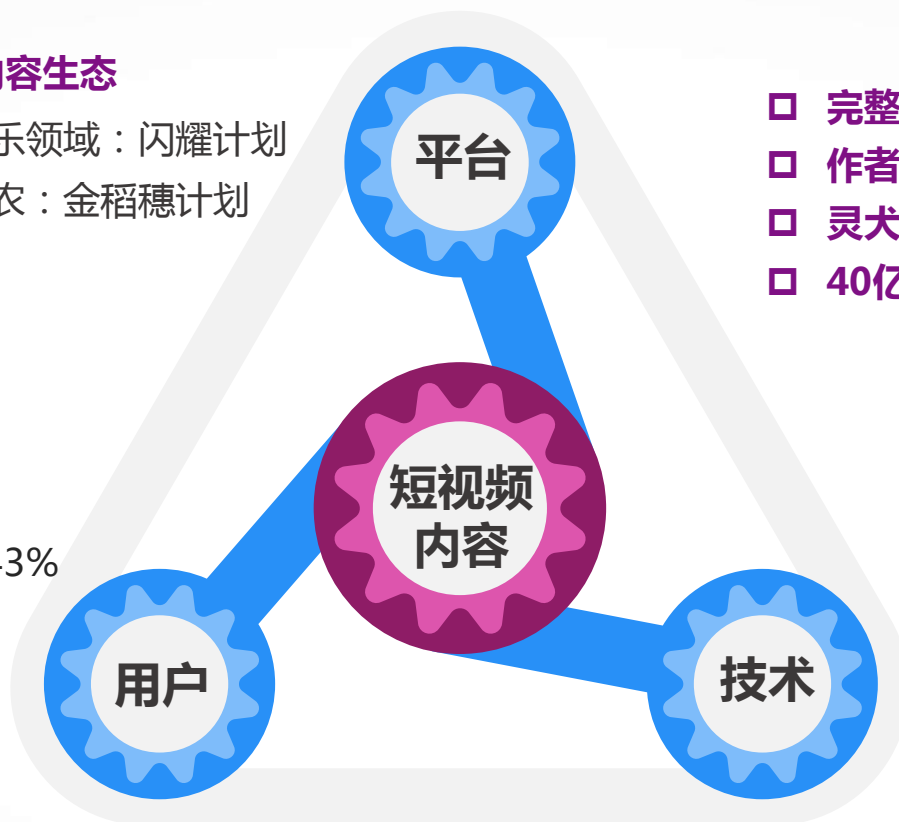 容生态
乐领域：闪耀计划
农：金稻穗计划
平台
完整
作者
灵犬
40亿
短视频
内容
3%
用户
技术